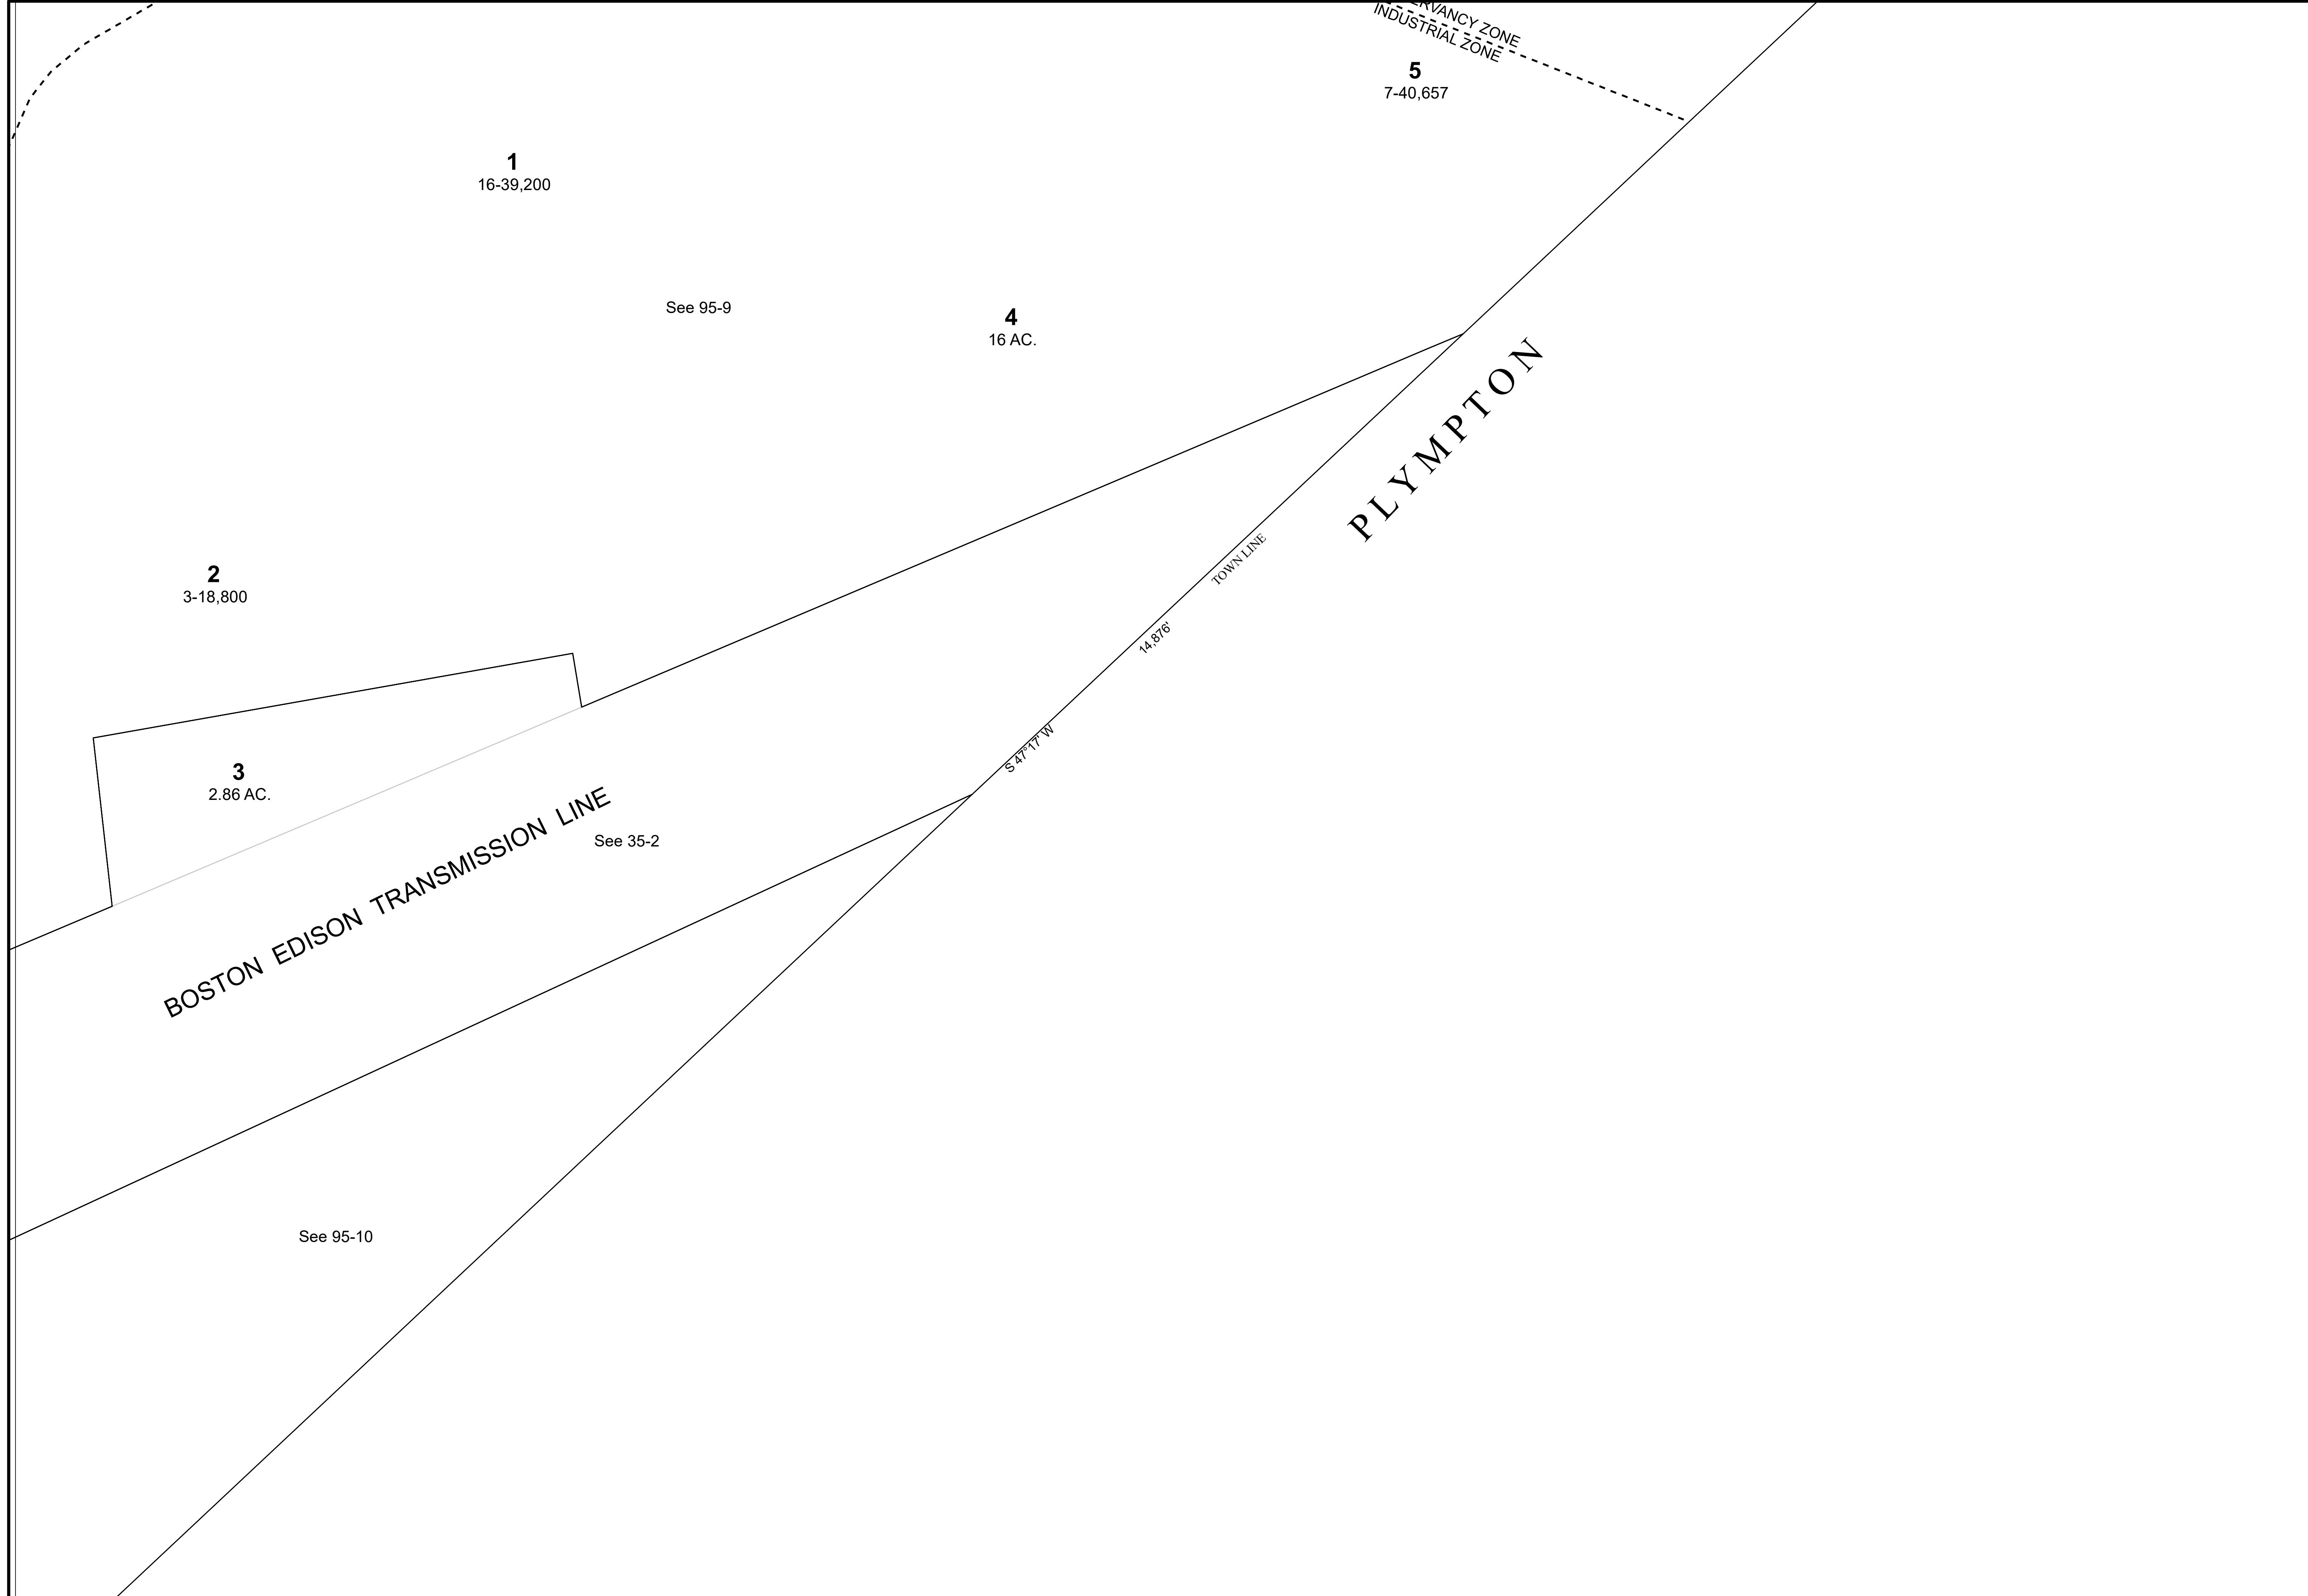 INDUSTRIAL ZONE
5
7-40,657
1
16-39,200
See 95-9
4
16 AC.
PLYMPTON
TOWN LINE
2
3-18,800
14,876'
S 47°17' W
3
2.86 AC.
BOSTON EDISON TRANSMISSION LINE
See 35-2
See 95-10